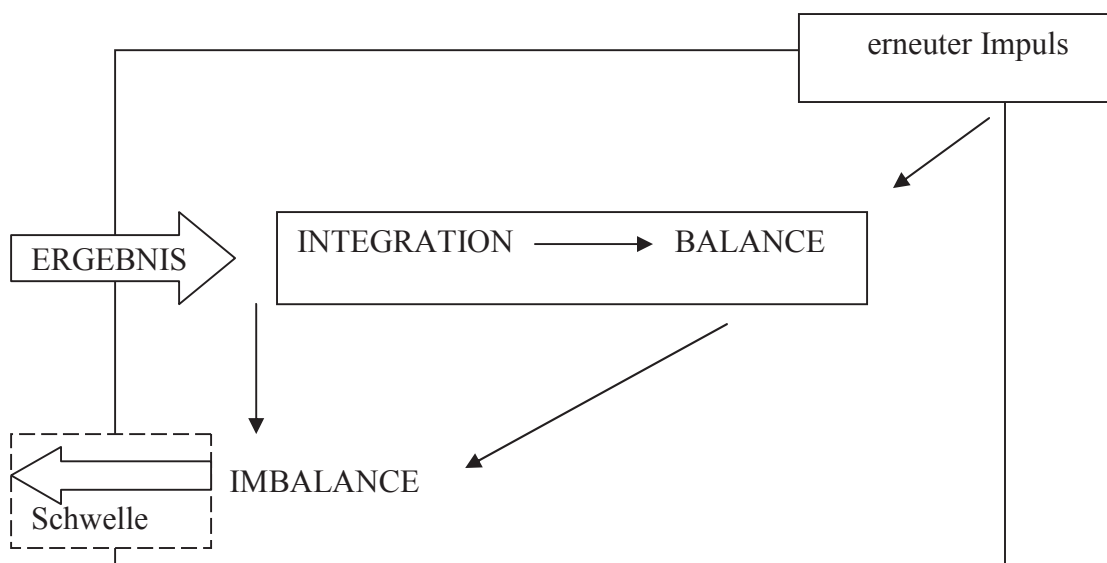 erneuter Impuls
INTEGRATION BALANCE
ERGEBNIS
IMBALANCE
Schwelle